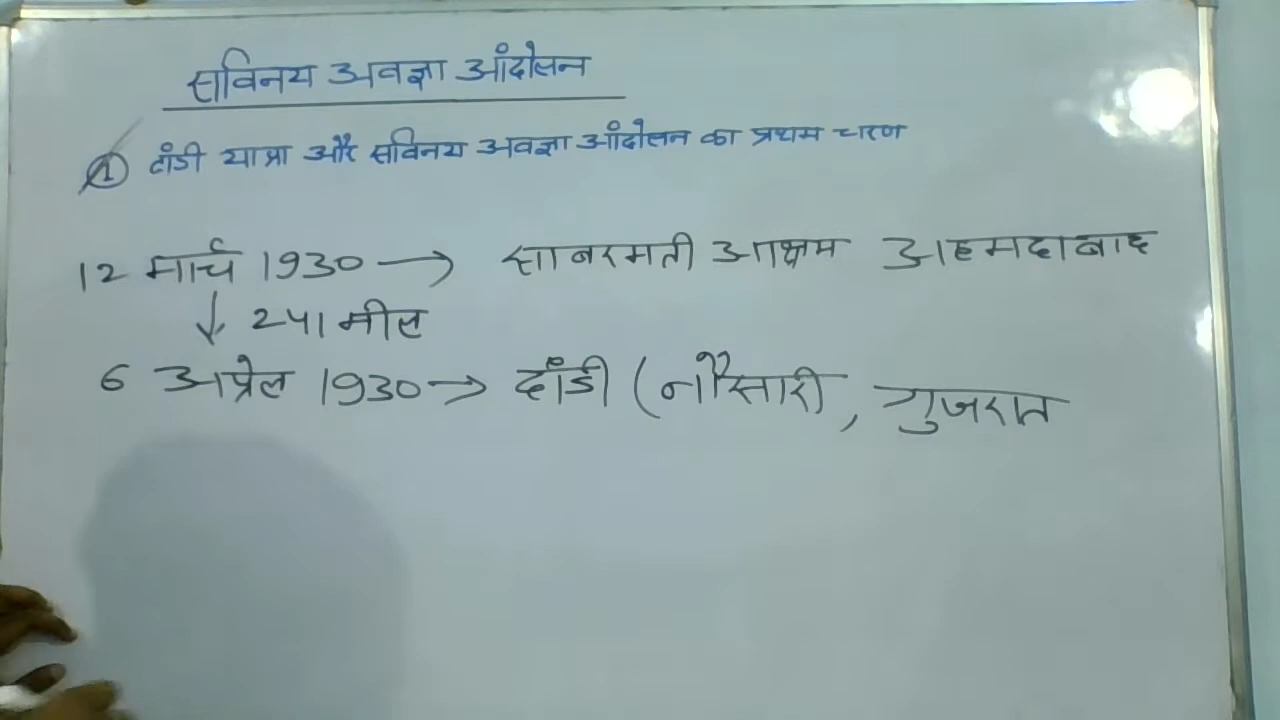 सविनय अवज्ञा आंदोलन
① दांडी यात्रा और सविनय अवज्ञा आंदोलन का प्रथम चरण
12 मार्च 1930 → साबरमती आश्रम अहमदाबाद
↓ 241 मील
6 अप्रेल 1930 → दांडी (नौसारी, गुजरात